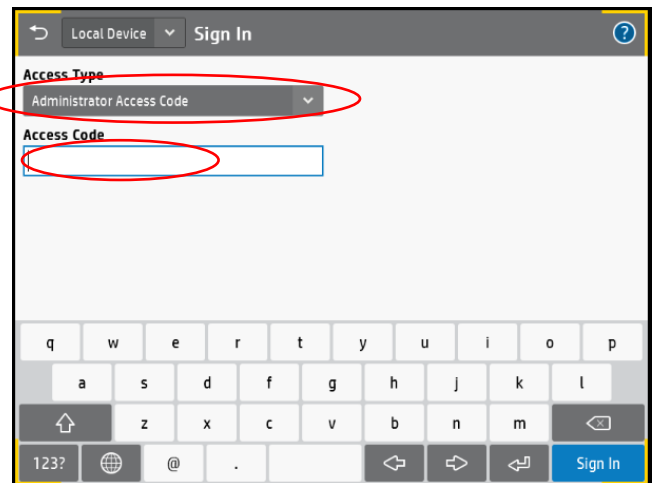 Local Device Sign In ?
Access Type
Administrator Access Code
Access Code
q w e r t y u i o p
a s d f g h j k l
z x c v b n m
123? @ . Sign In